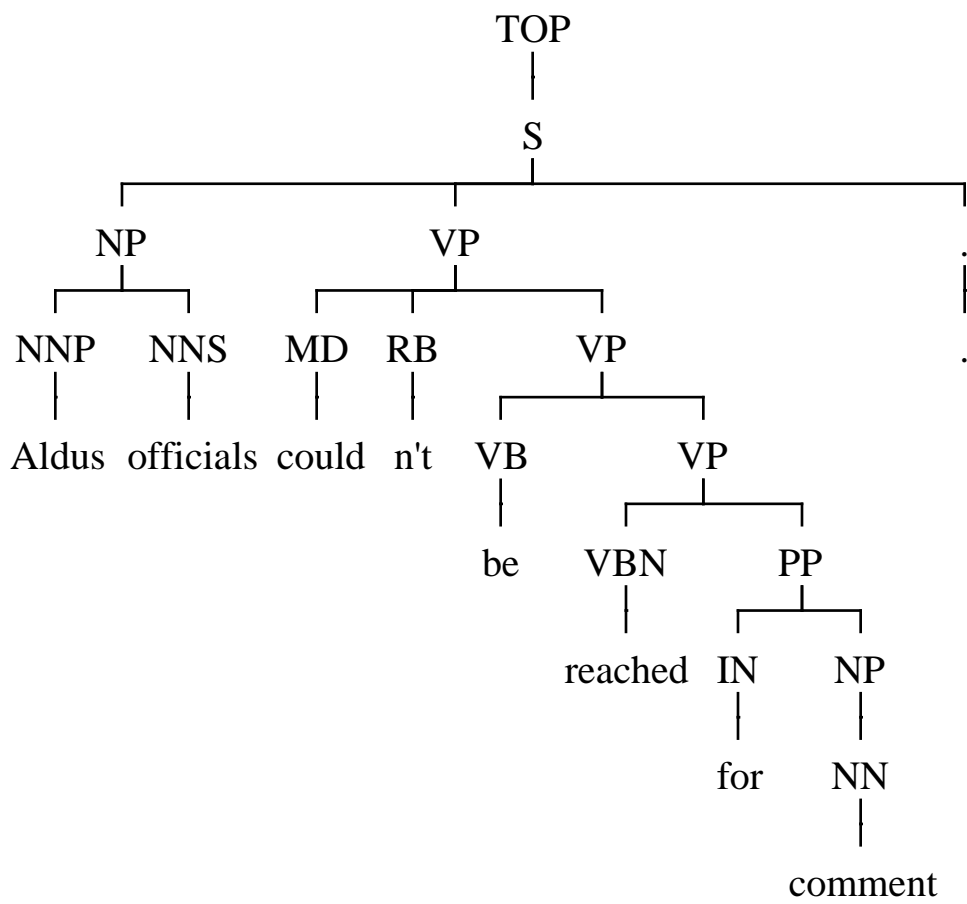 TOP
S
NP VP .
NNP NNS MD RB VP .
Aldus officials could n't VB VP
be VBN PP
reached IN NP
for NN
comment